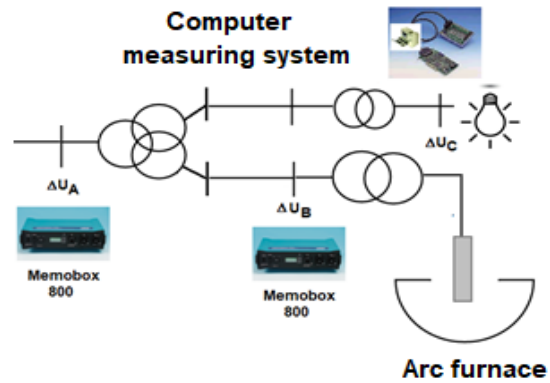 Computer
measuring system
ΔU_A
ΔU_B
ΔU_C
Memobox
800
Memobox
800
Arc furnace